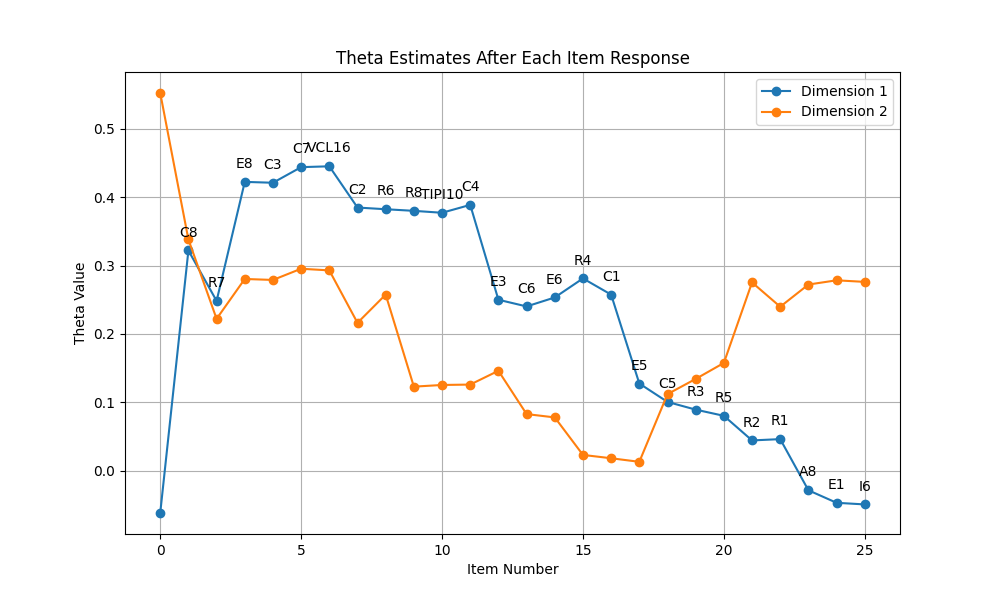 Theta Estimates After Each Item Response
Dimension 1
Dimension 2
Theta Value
0.5
0.4
0.3
0.2
0.1
0.0
C8
R7
E8
C3
C7
VCL16
C2
R6
R8
TIPI10
C4
E3
C6
E6
R4
C1
E5
C5
R3
R5
R2
R1
A8
E1
I6
0
5
10
15
20
25
Item Number